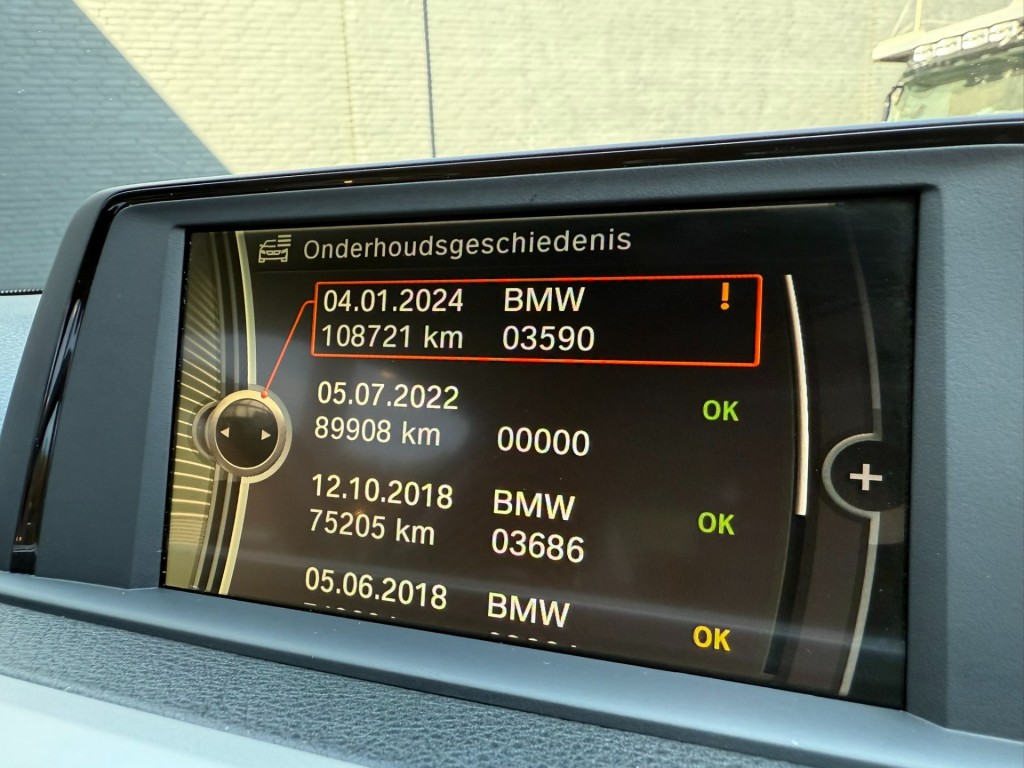 Onderhoudsgeschiedenis
04.01.2024 BMW !
108721 km 03590
05.07.2022 OK
89908 km 00000
12.10.2018 BMW OK
75205 km 03686
05.06.2018 BMW
OK